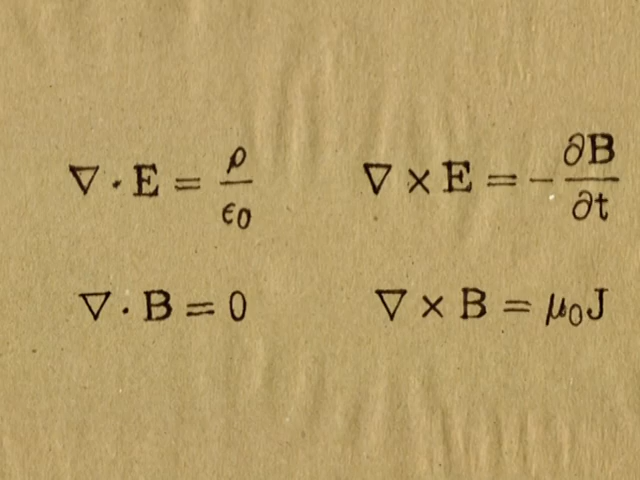 ∇ · E = ρ/ϵ0    ∇ × E = −∂B/∂t
∇ · B = 0    ∇ × B = μ0J